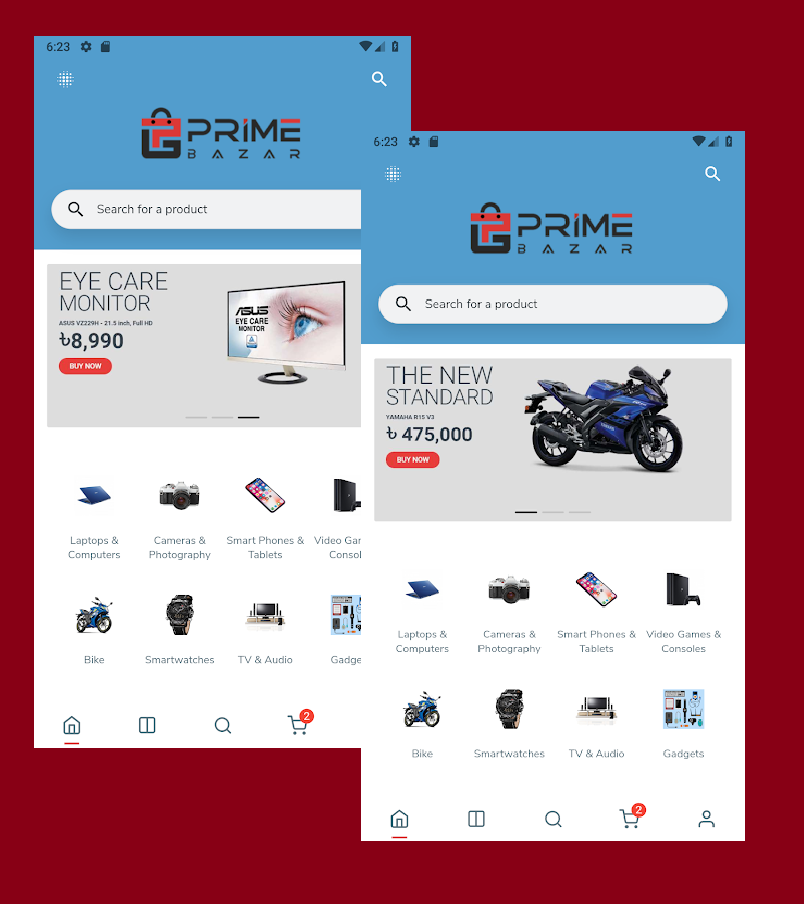 6:23
PRIME
BAZAR
Search for a product
EYE CARE
MONITOR
ASUS VZ229H - 21.5 inch, Full HD
৳8,990
BUY NOW
ASUS
EYE CARE
MONITOR
Laptops &
Computers
Cameras &
Photography
Smart Phones &
Tablets
Video Gam
Consol
Bike
Smartwatches
TV & Audio
Gadge
2
6:23
PRIME
BAZAR
Search for a product
THE NEW
STANDARD
YAMAHA R15 V3
৳ 475,000
BUY NOW
Laptops &
Computers
Cameras &
Photography
Smart Phones &
Tablets
Video Games &
Consoles
Bike
Smartwatches
TV & Audio
Gadgets
2